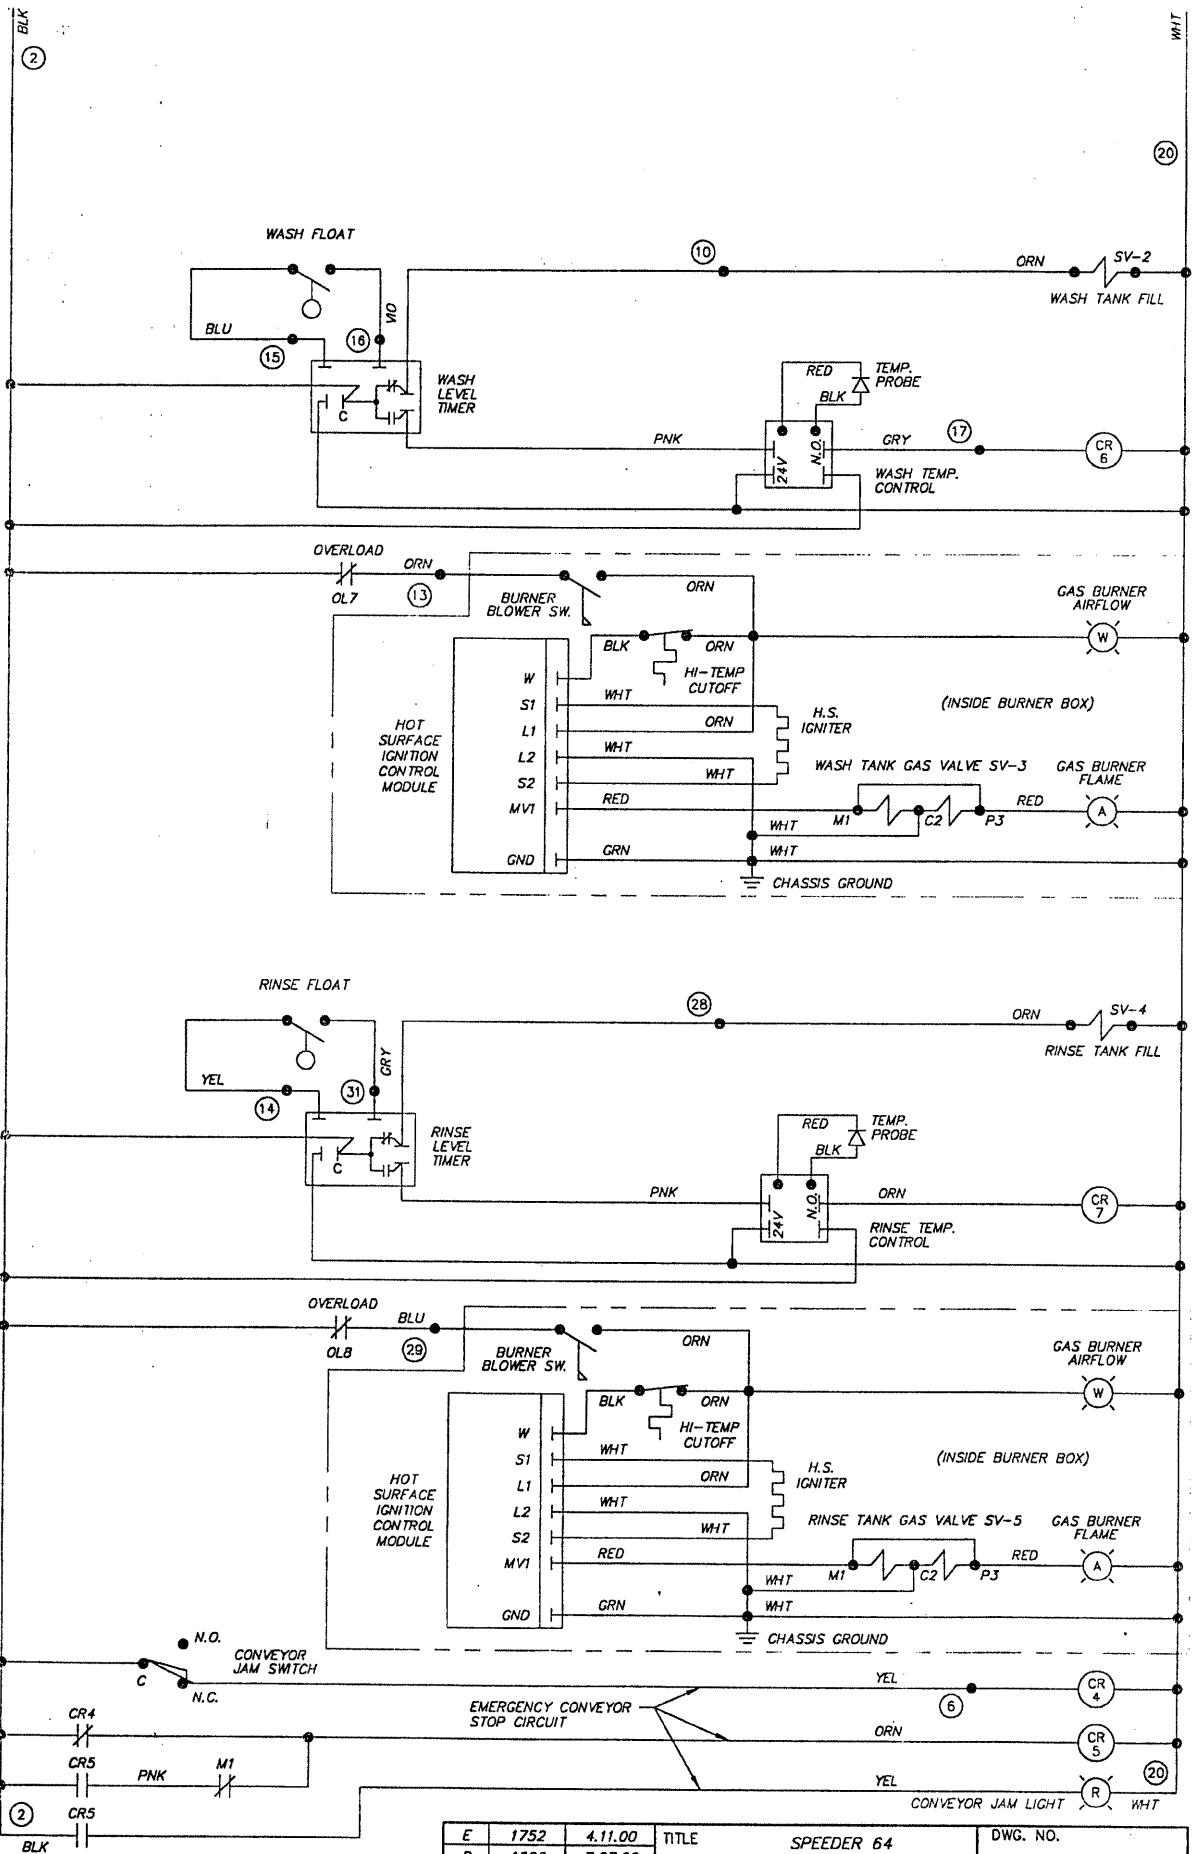 BLK
WHT
2
20
WASH FLOAT
10
ORN
SV-2
WASH TANK FILL
BLU
15
16
VIO
C
WASH
LEVEL
TIMER
RED
BLK
TEMP.
PROBE
PNK
24V
N.O.
GRY
17
CR
6
WASH TEMP.
CONTROL
OVERLOAD
OL7
ORN
13
BURNER
BLOWER SW.
ORN
GAS BURNER
AIRFLOW
W
BLK
ORN
HI-TEMP
CUTOFF
W
S1
WHT
L1
ORN
L2
WHT
S2
WHT
MV1
RED
GND
GRN
HOT
SURFACE
IGNITION
CONTROL
MODULE
H.S.
IGNITER
(INSIDE BURNER BOX)
WASH TANK GAS VALVE SV-3
GAS BURNER
FLAME
M1
C2
P3
RED
A
WHT
WHT
CHASSIS GROUND
RINSE FLOAT
28
ORN
SV-4
RINSE TANK FILL
YEL
14
31
GRY
C
RINSE
LEVEL
TIMER
RED
BLK
TEMP.
PROBE
PNK
24V
N.O.
ORN
CR
7
RINSE TEMP.
CONTROL
OVERLOAD
OL8
BLU
29
BURNER
BLOWER SW.
ORN
GAS BURNER
AIRFLOW
W
BLK
ORN
HI-TEMP
CUTOFF
W
S1
WHT
L1
ORN
L2
WHT
S2
WHT
MV1
RED
GND
GRN
HOT
SURFACE
IGNITION
CONTROL
MODULE
H.S.
IGNITER
(INSIDE BURNER BOX)
RINSE TANK GAS VALVE SV-5
GAS BURNER
FLAME
M1
C2
P3
RED
A
WHT
WHT
CHASSIS GROUND
N.O.
C
N.C.
CONVEYOR
JAM SWITCH
YEL
6
CR
4
EMERGENCY CONVEYOR
STOP CIRCUIT
CR4
ORN
CR
5
CR5
PNK
M1
YEL
20
CONVEYOR JAM LIGHT
R
WHT
2
CR5
BLK
E 1752 4.11.00
TITLE
SPEEDER 64
DWG. NO.